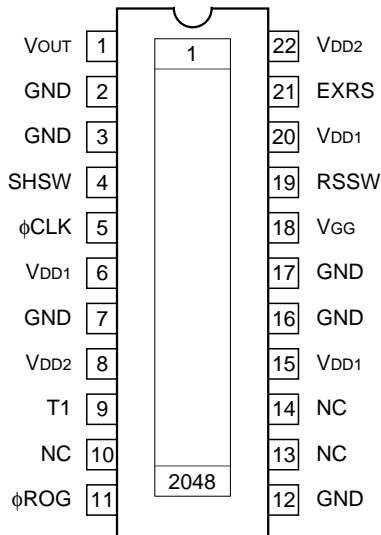 VOUT 1 1 22 VDD2
GND 2 21 EXRS
GND 3 20 VDD1
SHSW 4 19 RSSW
ϕCLK 5 18 VGG
VDD1 6 17 GND
GND 7 16 GND
VDD2 8 15 VDD1
T1 9 14 NC
NC 10 13 NC
ϕROG 11 2048 12 GND